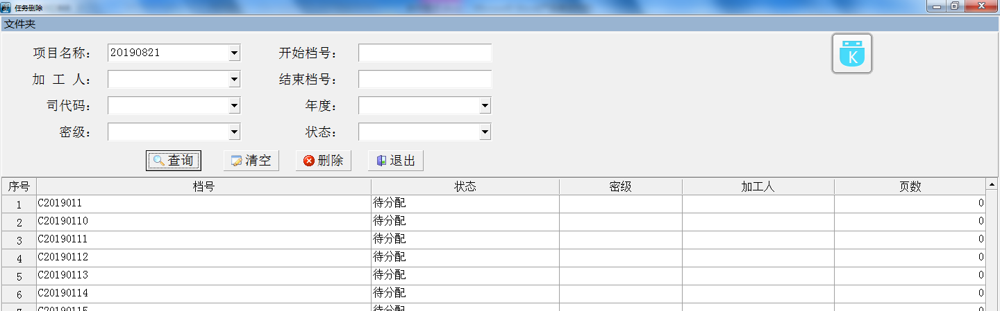 任务删除
文件夹
项目名称: 20190821 开始档号:
K
加 工 人: 结束档号:
司代码: 年度:
密级: 状态:
查询 清空 删除 退出
序号 档号 状态 密级 加工人 页数
1 C2019011 待分配 0
2 C20190110 待分配 0
3 C20190111 待分配 0
4 C20190112 待分配 0
5 C20190113 待分配 0
6 C20190114 待分配 0
7 C20190115 待分配 0